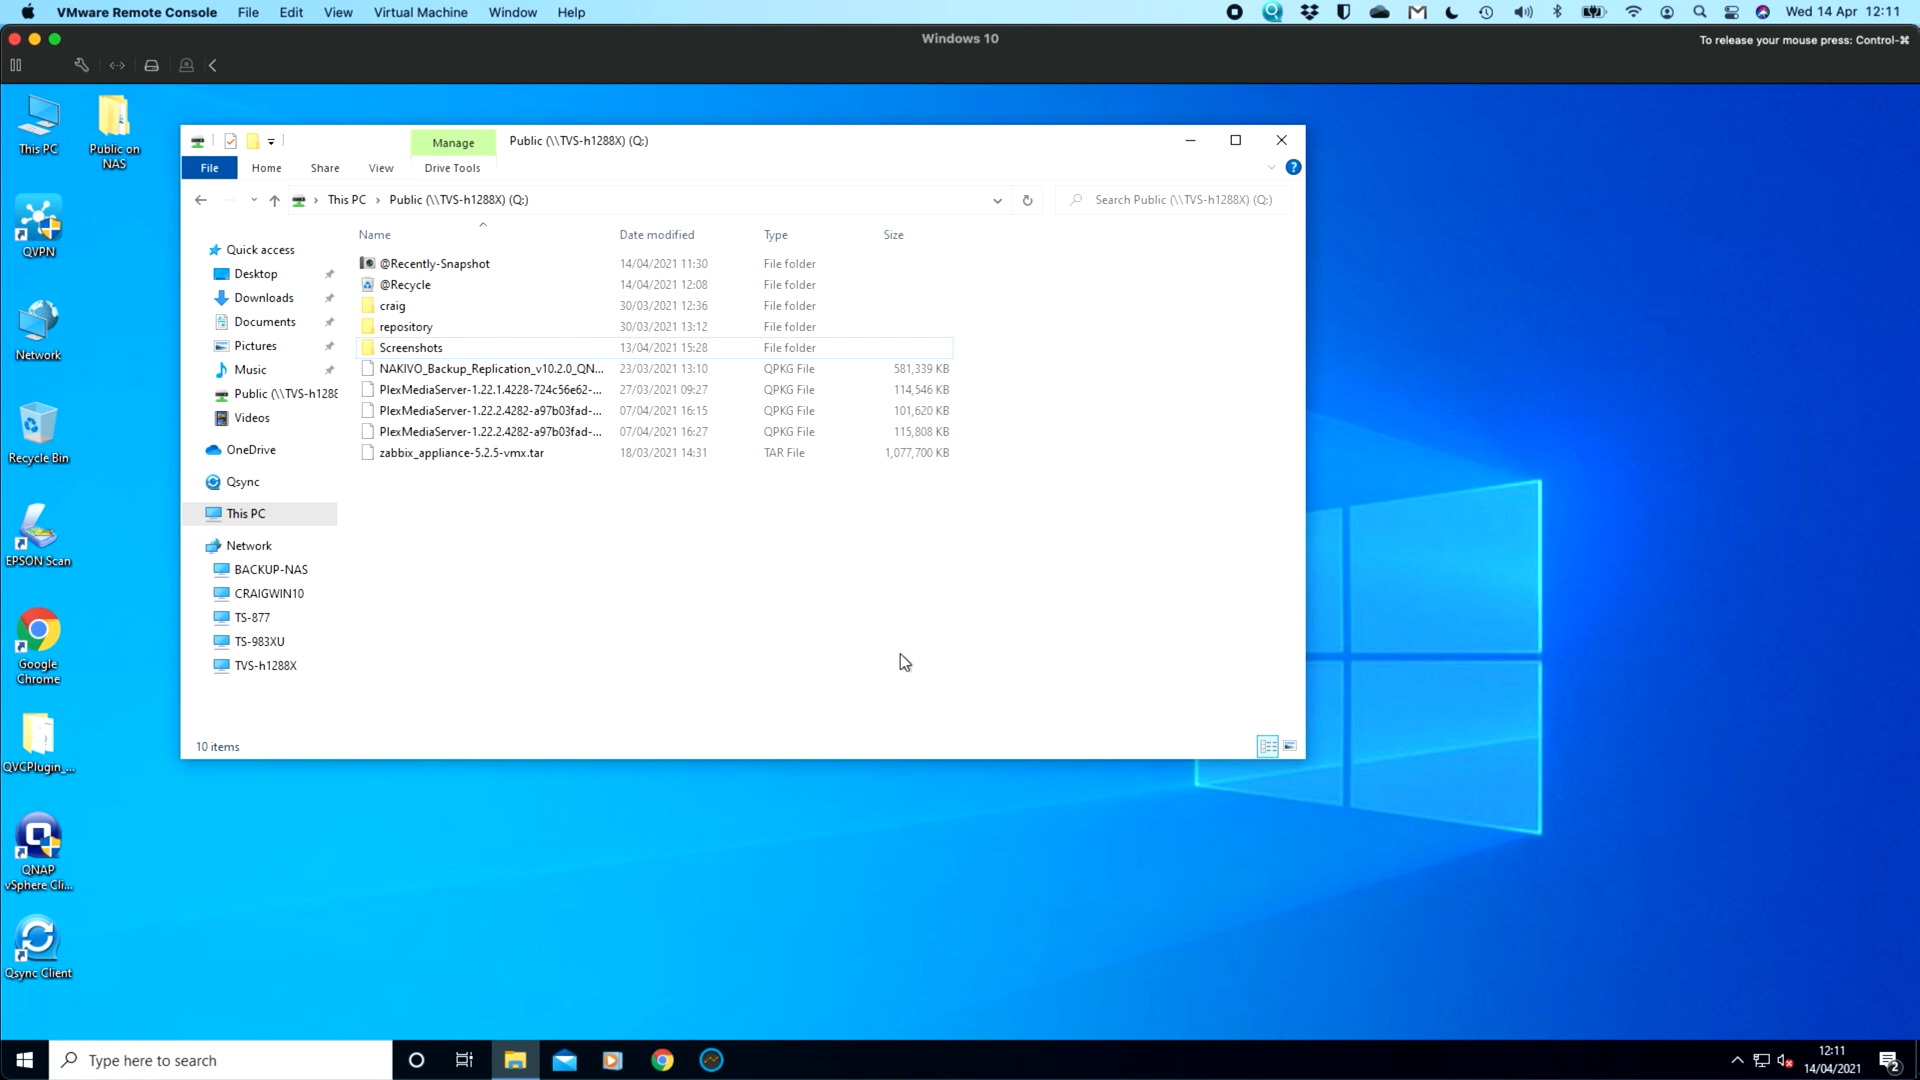 VMware Remote Console File Edit View Virtual Machine Window Help Wed 14 Apr 12:11
Windows 10 To release your mouse press: Control-⌘
This PC
Public on
NAS
QVPN
Network
Recycle Bin
EPSON Scan
Google
Chrome
QVCPlugin_...
QNAP
vSphere Cli...
Qsync Client
Manage Public (\\TVS-h1288X) (Q:)
File Home Share View Drive Tools
This PC › Public (\\TVS-h1288X) (Q:) Search Public (\\TVS-h1288X) (Q:)
Quick access
Desktop
Downloads
Documents
Pictures
Music
Public (\\TVS-h1288
Videos
OneDrive
Qsync
This PC
Network
BACKUP-NAS
CRAIGWIN10
TS-877
TS-983XU
TVS-h1288X
Name Date modified Type Size
@Recently-Snapshot 14/04/2021 11:30 File folder
@Recycle 14/04/2021 12:08 File folder
craig 30/03/2021 12:36 File folder
repository 30/03/2021 13:12 File folder
Screenshots 13/04/2021 15:28 File folder
NAKIVO_Backup_Replication_v10.2.0_QN... 23/03/2021 13:10 QPKG File 581,339 KB
PlexMediaServer-1.22.1.4228-724c56e62-... 27/03/2021 09:27 QPKG File 114,546 KB
PlexMediaServer-1.22.2.4282-a97b03fad-... 07/04/2021 16:15 QPKG File 101,620 KB
PlexMediaServer-1.22.2.4282-a97b03fad-... 07/04/2021 16:27 QPKG File 115,808 KB
zabbix_appliance-5.2.5-vmx.tar 18/03/2021 14:31 TAR File 1,077,700 KB
10 items
Type here to search
12:11
14/04/2021
2